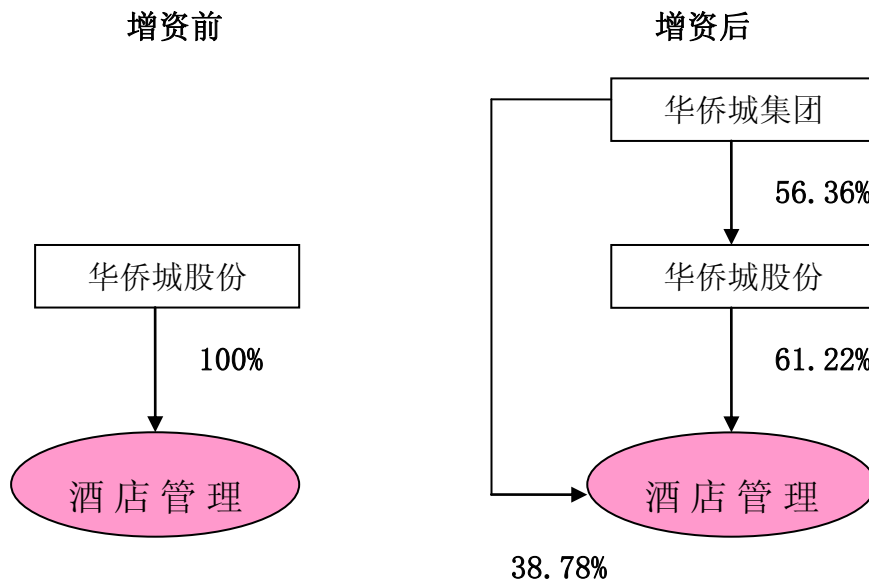 增资前
华侨城股份
100%
酒店管理
增资后
华侨城集团
56.36%
华侨城股份
61.22%
酒店管理
38.78%